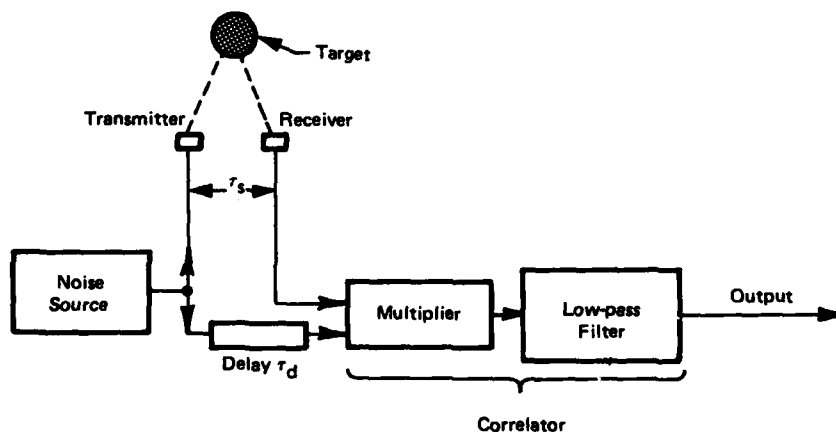 Target
Transmitter
Receiver
τs
Noise
Source
Multiplier
Low-pass
Filter
Output
Delay τd
Correlator